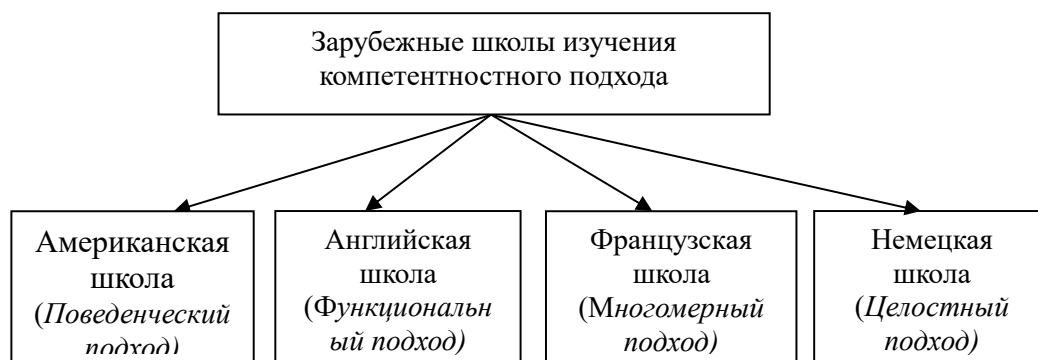 Зарубежные школы изучения
компетентностного подхода
Американская
школа
(Поведенческий
подход)
Английская
школа
(Функциональн
ый подход)
Французская
школа
(Многомерный
подход)
Немецкая
школа
(Целостный
подход)